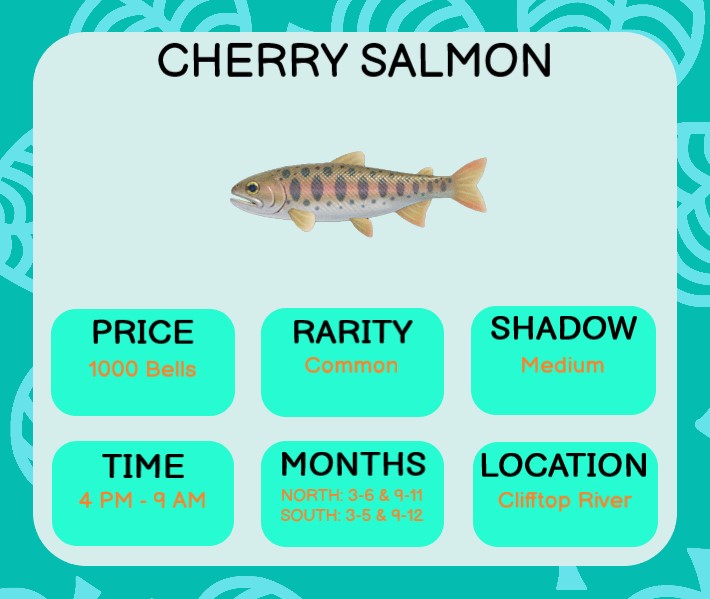 CHERRY SALMON
PRICE
1000 Bells
RARITY
Common
SHADOW
Medium
TIME
4 PM - 9 AM
MONTHS
NORTH: 3-6 & 9-11
SOUTH: 3-5 & 9-12
LOCATION
Clifftop River